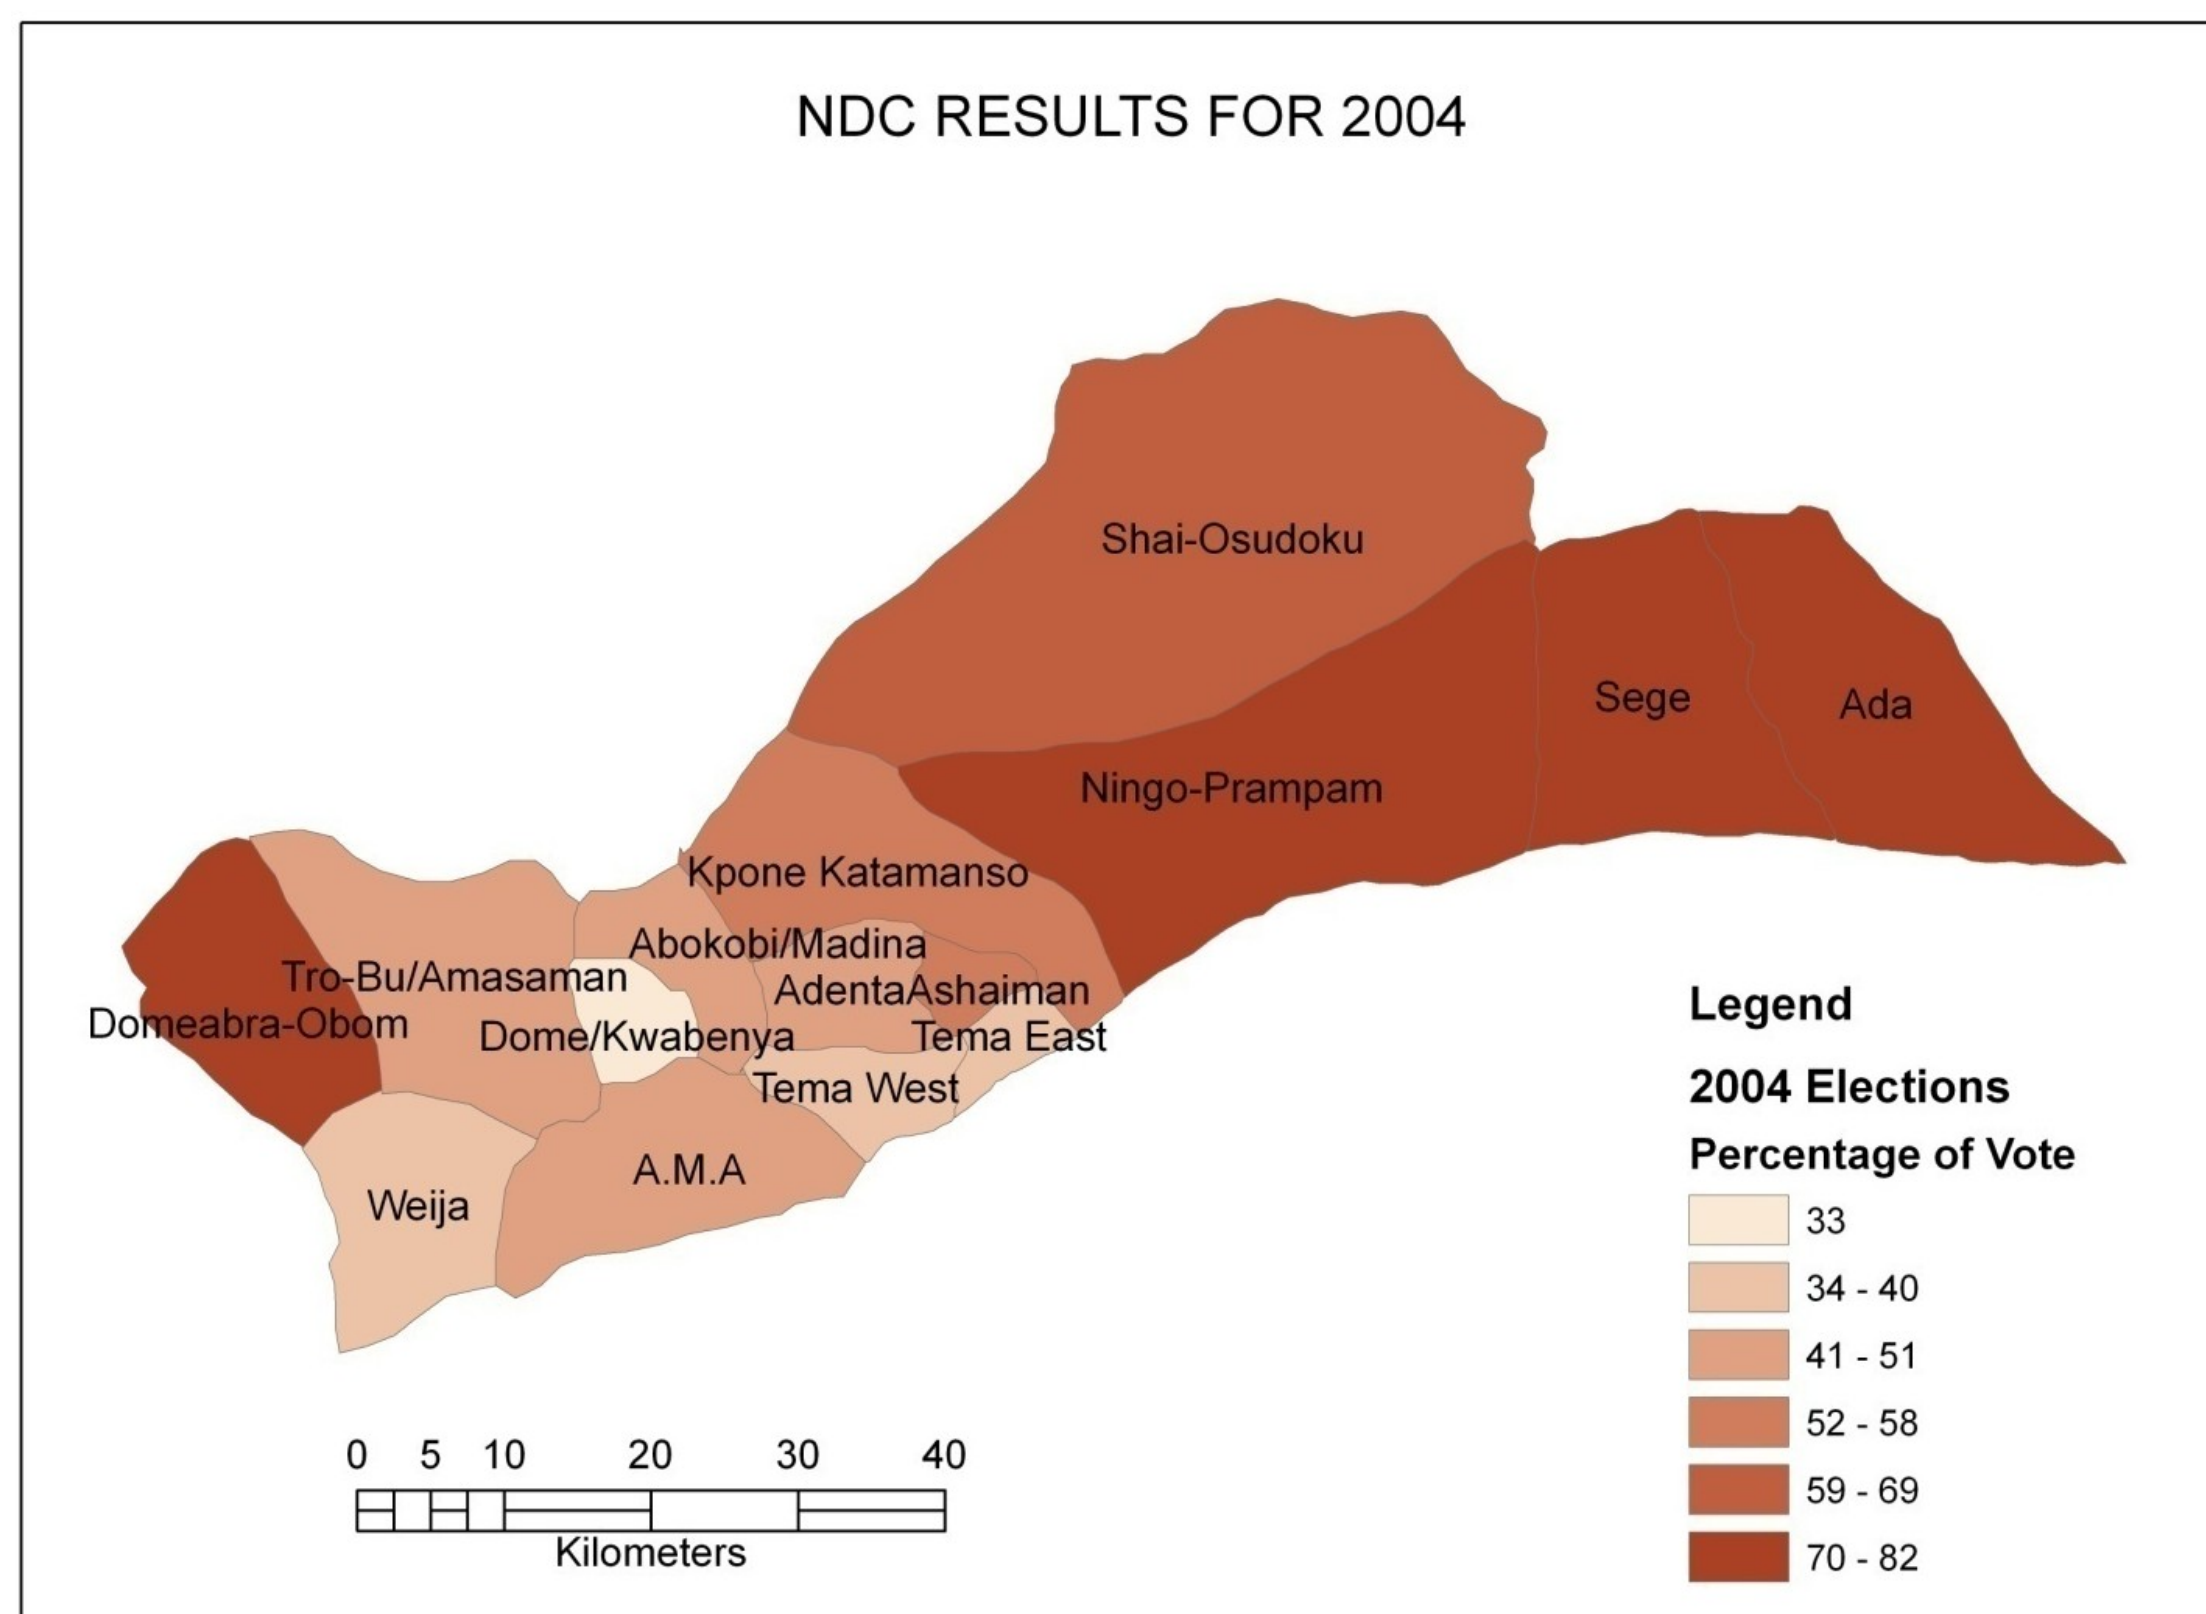 NDC RESULTS FOR 2004
Shai-Osudoku
Sege
Ada
Ningo-Prampam
Kpone Katamanso
Abokobi/Madina
Tro-Bu/Amasaman
Adenta
Ashaiman
Domeabra-Obom
Dome/Kwabenya
Tema East
Tema West
A.M.A
Weija
Legend
2004 Elections
Percentage of Vote
33
34 - 40
41 - 51
52 - 58
59 - 69
70 - 82
0 5 10 20 30 40
Kilometers